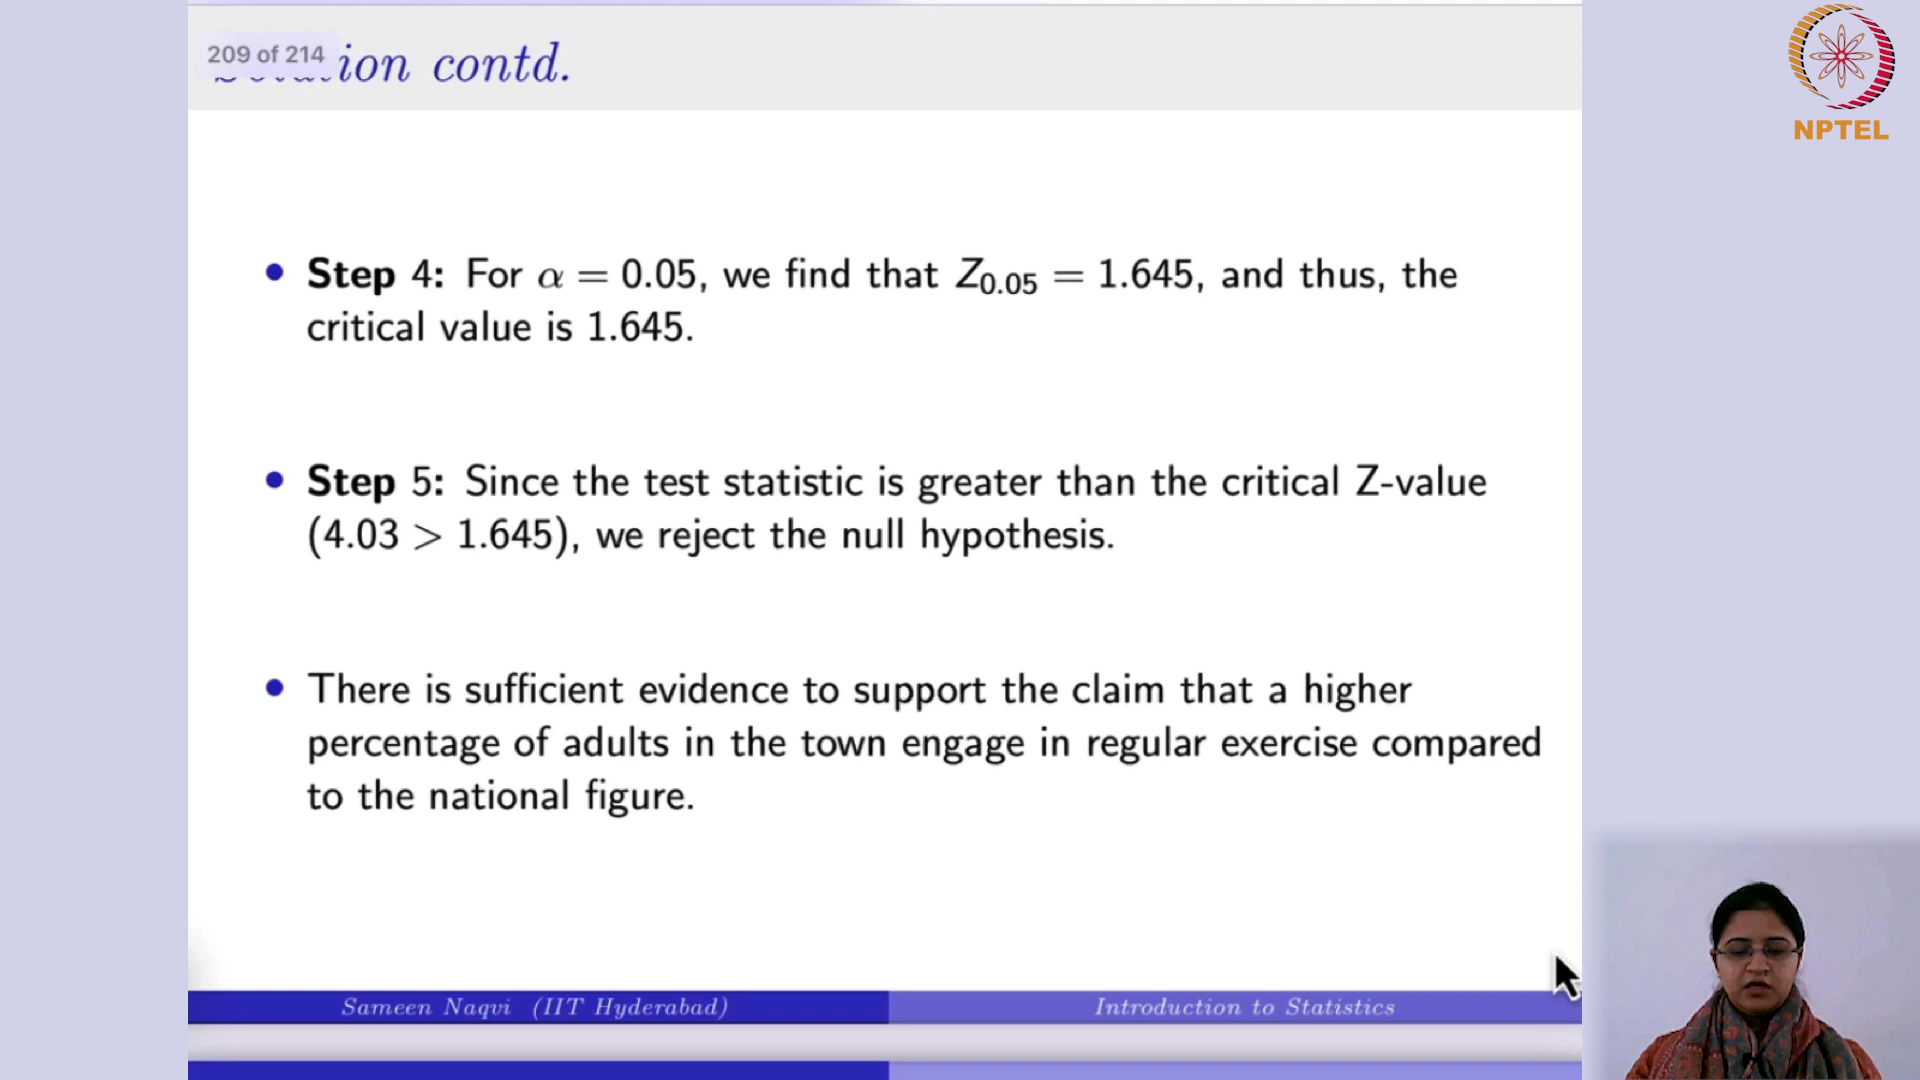 209 of 214
ion contd.
NPTEL
• Step 4: For α = 0.05, we find that Z₀.₀₅ = 1.645, and thus, the
critical value is 1.645.
• Step 5: Since the test statistic is greater than the critical Z-value
(4.03 > 1.645), we reject the null hypothesis.
• There is sufficient evidence to support the claim that a higher
percentage of adults in the town engage in regular exercise compared
to the national figure.
Sameen Naqvi (IIT Hyderabad)
Introduction to Statistics